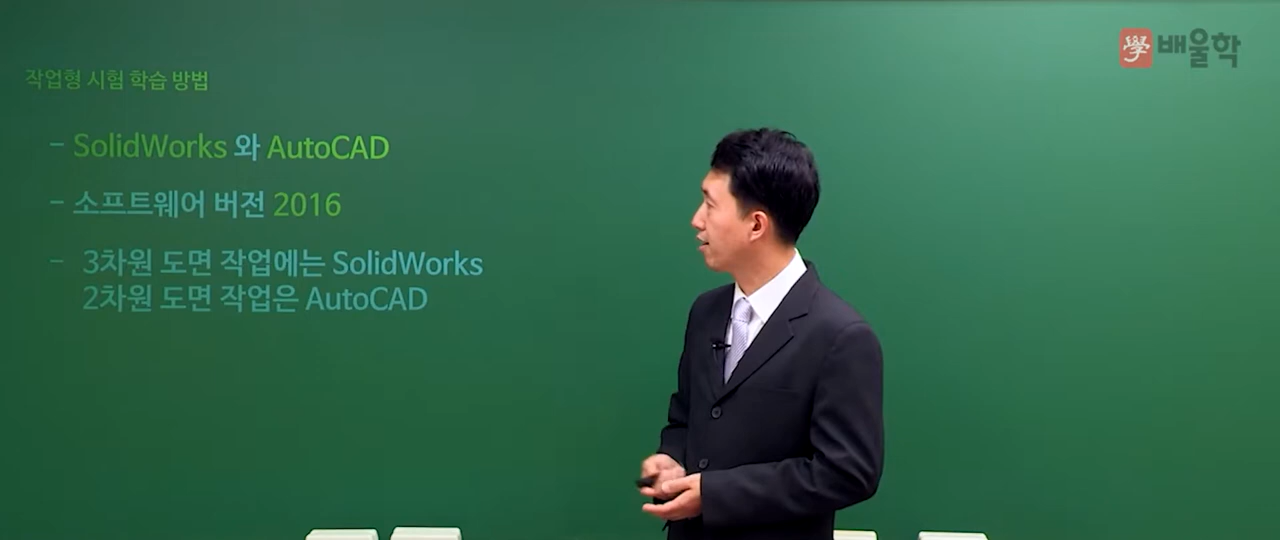 學 배울학
작업형 시험 학습 방법
- SolidWorks 와 AutoCAD
- 소프트웨어 버전 2016
- 3차원 도면 작업에는 SolidWorks
2차원 도면 작업은 AutoCAD